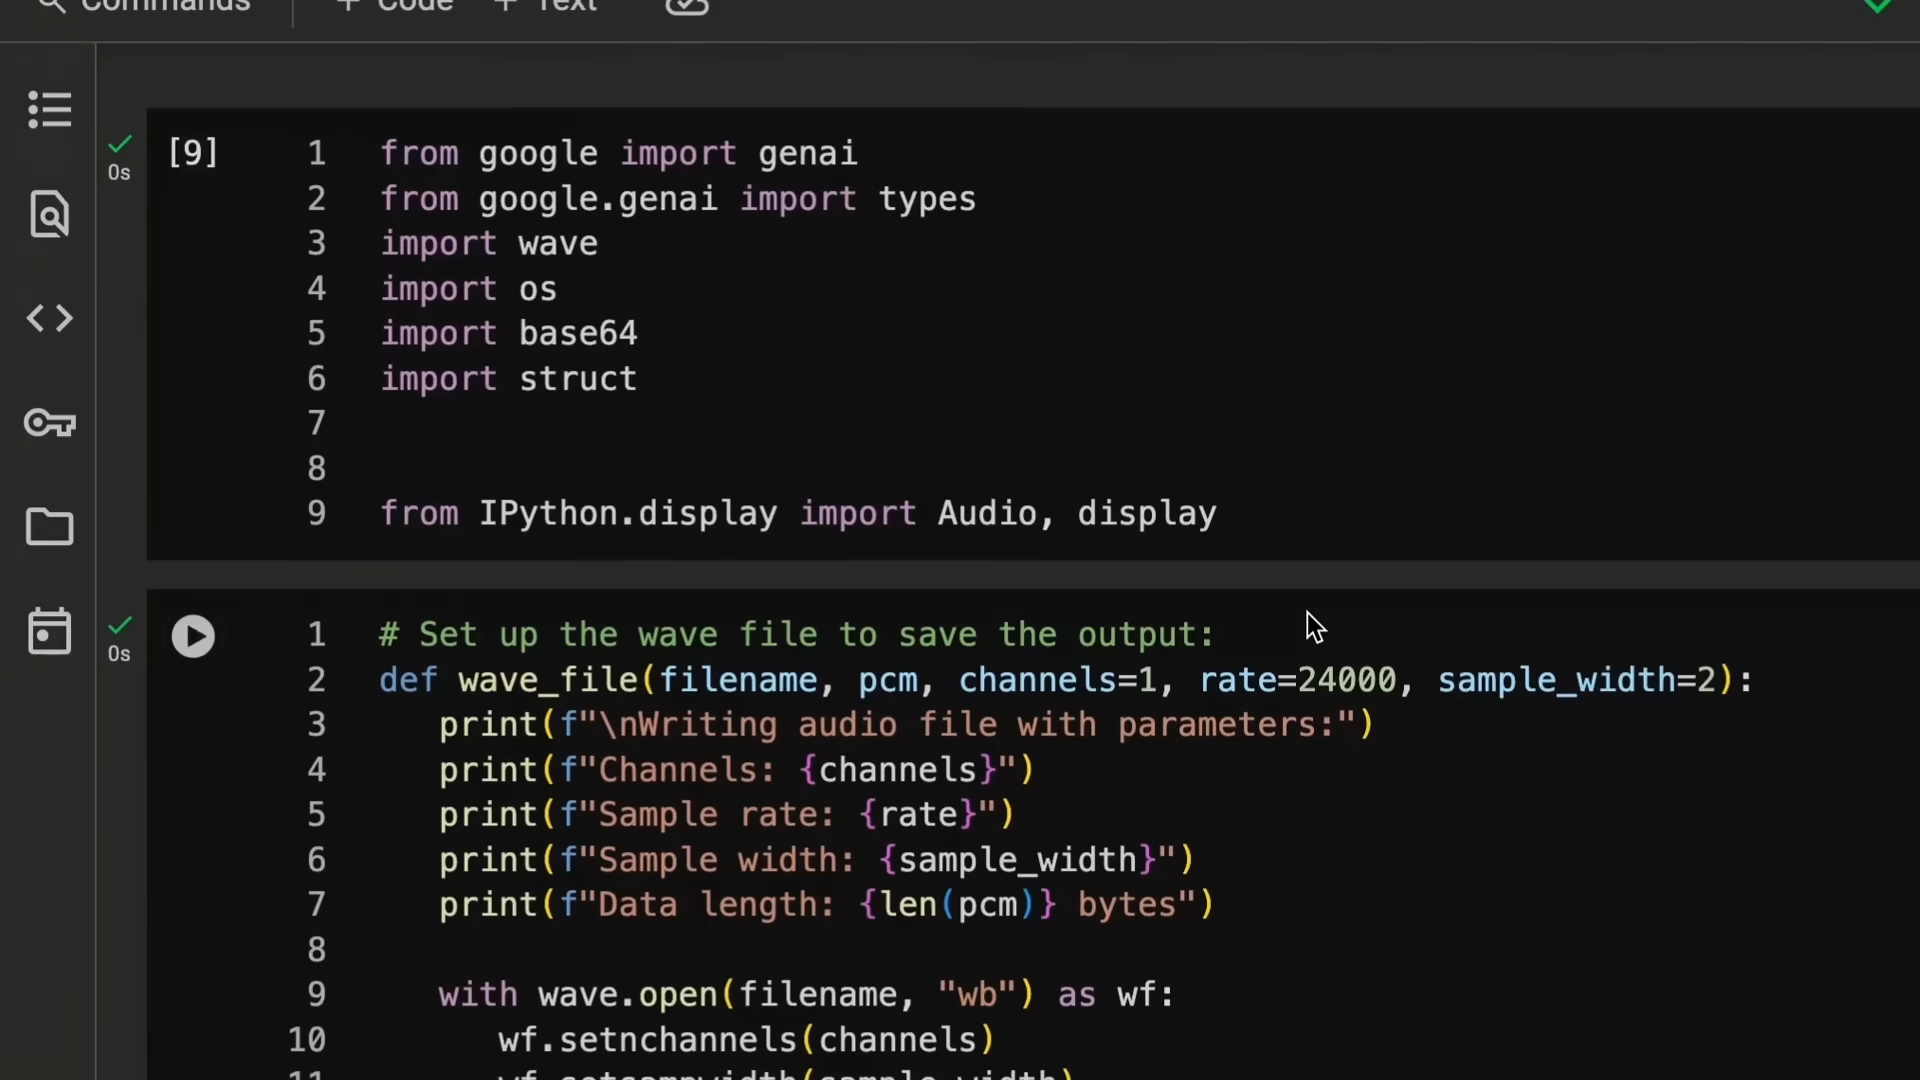 Commands + Code + Text
0s
[9]
1 from google import genai
2 from google.genai import types
3 import wave
4 import os
5 import base64
6 import struct
7
8
9 from IPython.display import Audio, display
0s
1 # Set up the wave file to save the output:
2 def wave_file(filename, pcm, channels=1, rate=24000, sample_width=2):
3 print(f"\nWriting audio file with parameters:")
4 print(f"Channels: {channels}")
5 print(f"Sample rate: {rate}")
6 print(f"Sample width: {sample_width}")
7 print(f"Data length: {len(pcm)} bytes")
8
9 with wave.open(filename, "wb") as wf:
10 wf.setnchannels(channels)
11 wf.setsampwidth(sample_width)